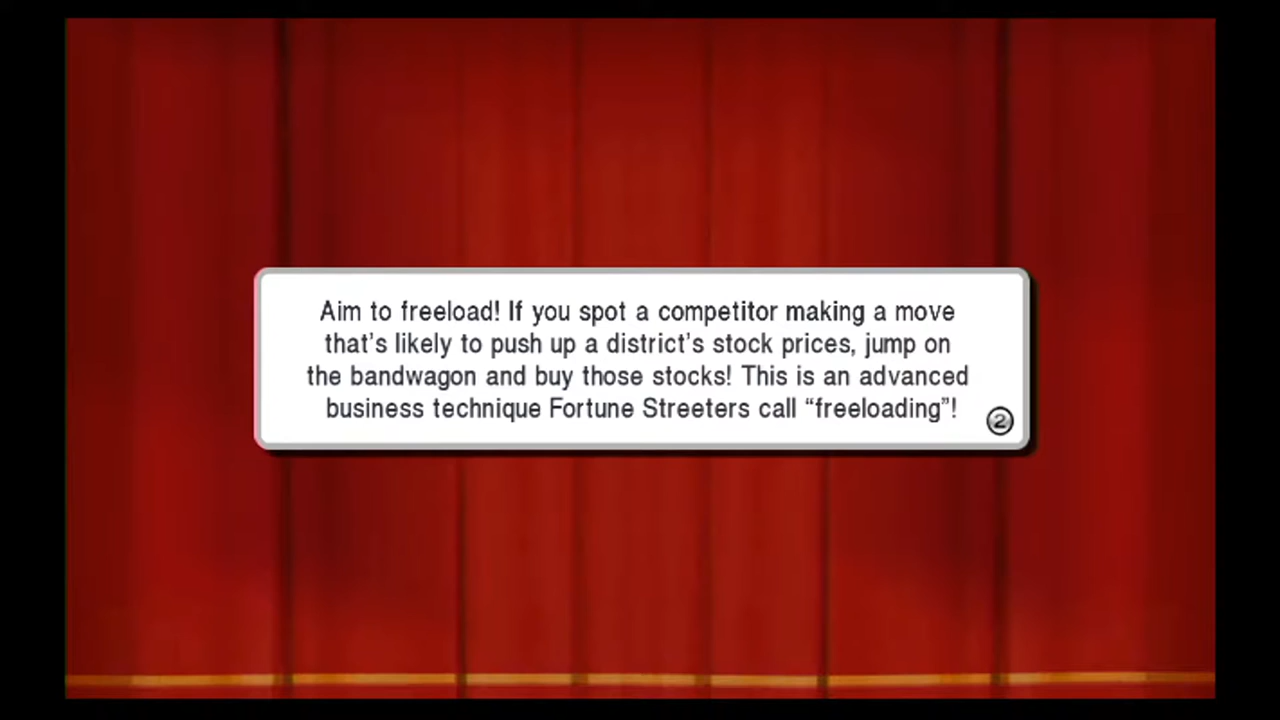 Aim to freeload! If you spot a competitor making a move
that's likely to push up a district's stock prices, jump on
the bandwagon and buy those stocks! This is an advanced
business technique Fortune Streeters call “freeloading”!
2